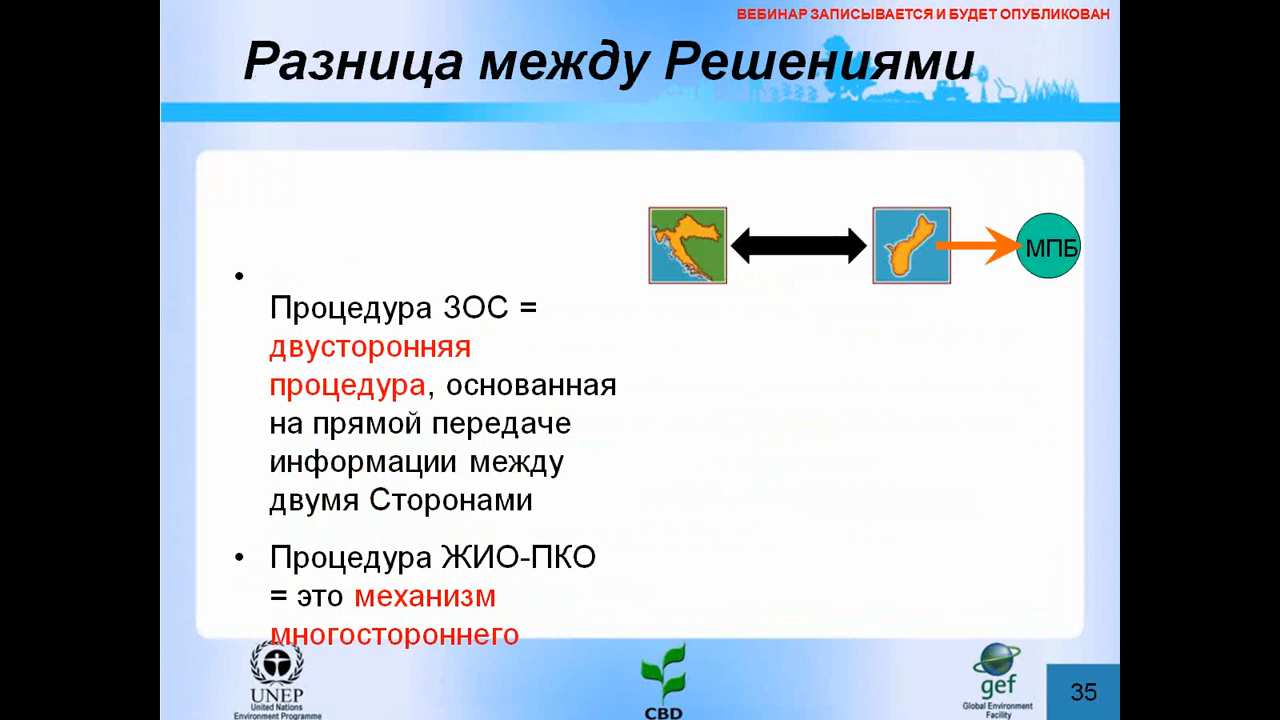 ВЕБИНАР ЗАПИСЫВАЕТСЯ И БУДЕТ ОПУБЛИКОВАН
Разница между Решениями
МПБ
•
Процедура ЗОС =
двусторонняя
процедура, основанная
на прямой передаче
информации между
двумя Сторонами
• Процедура ЖИО-ПКО
= это механизм
многостороннего
UNEP
United Nations
Environment Programme
CBD
gef
Global Environment
Facility
35